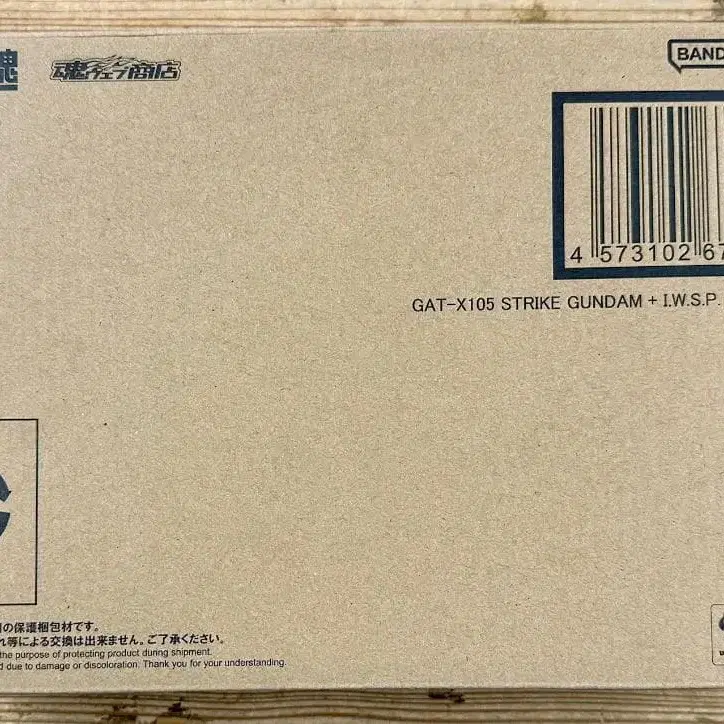 魂
魂ウェブ商店
BAND
4 573102 67
GAT-X105 STRIKE GUNDAM + I.W.S.P.
の保護梱包材です。
れ等による交換は出来ません。ご了承ください。
the purpose of protecting product during shipment.
d due to damage or discoloration. Thank you for your understanding.